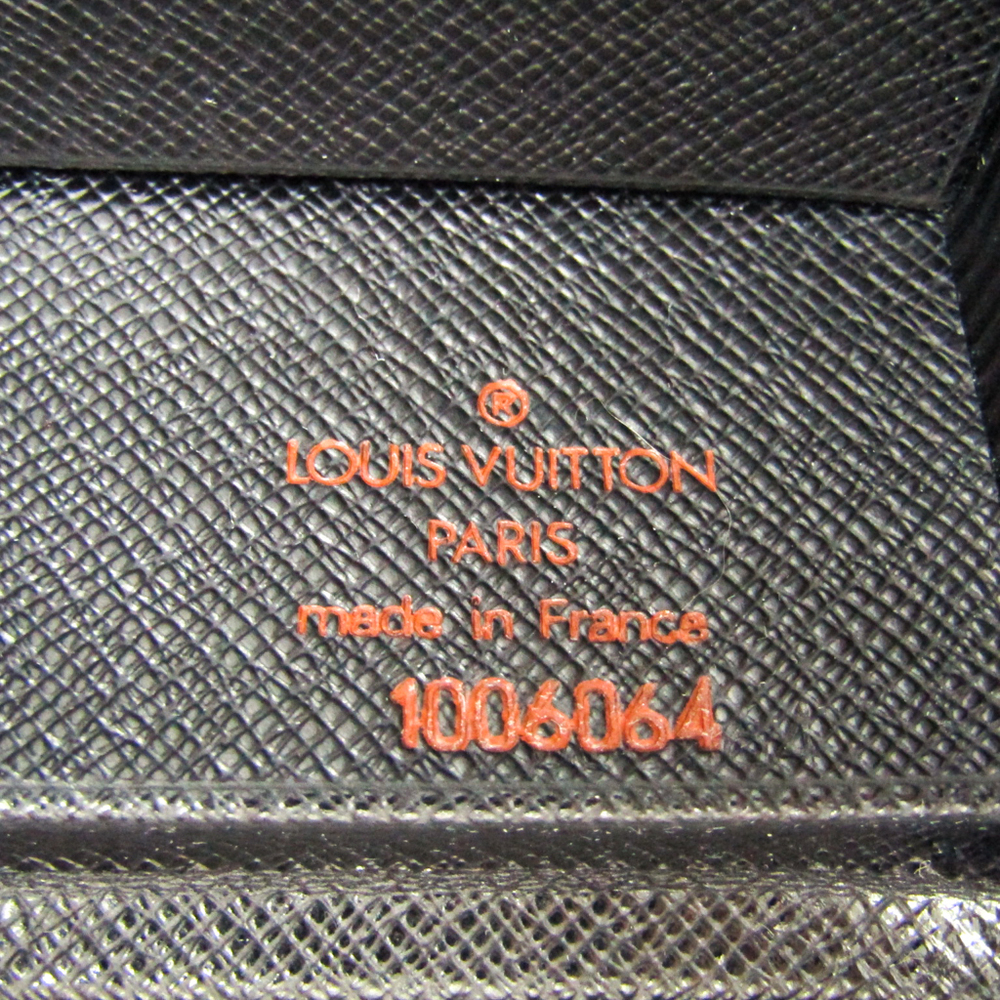 ®
LOUIS VUITTON
PARIS
made in France
1006064